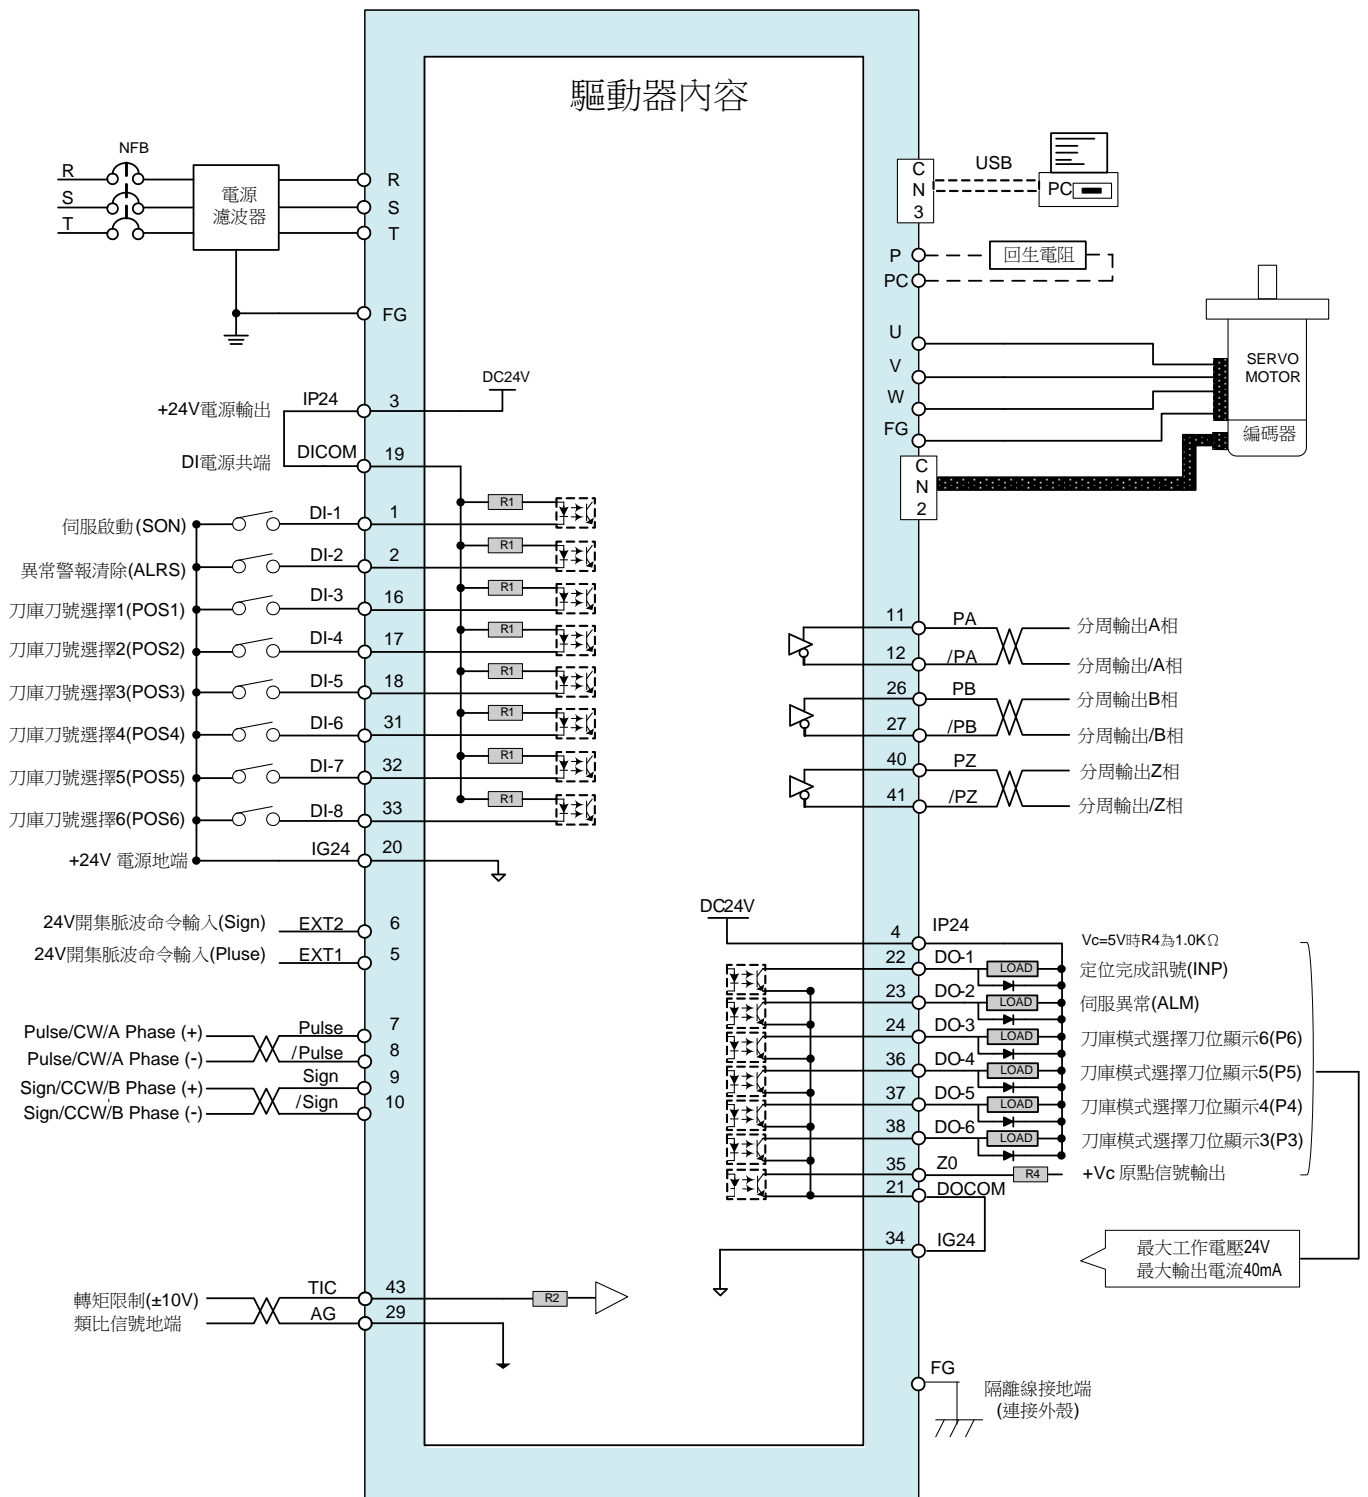 驅動器內容
NFB
R
S
T
電源
濾波器
R
S
T
FG
DC24V
+24V電源輸出
IP24
3
DI電源共端
DICOM
19
伺服啟動(SON)
DI-1
1
R1
異常警報清除(ALRS)
DI-2
2
R1
刀庫刀號選擇1(POS1)
DI-3
16
R1
刀庫刀號選擇2(POS2)
DI-4
17
R1
刀庫刀號選擇3(POS3)
DI-5
18
R1
刀庫刀號選擇4(POS4)
DI-6
31
R1
刀庫刀號選擇5(POS5)
DI-7
32
R1
刀庫刀號選擇6(POS6)
DI-8
33
R1
+24V 電源地端
IG24
20
24V開集脈波命令輸入(Sign)
EXT2
6
24V開集脈波命令輸入(Pluse)
EXT1
5
Pulse/CW/A Phase (+)
Pulse
7
Pulse/CW/A Phase (-)
/Pulse
8
Sign/CCW/B Phase (+)
Sign
9
Sign/CCW/B Phase (-)
/Sign
10
轉矩限制(±10V)
TIC
43
R2
類比信號地端
AG
29
C
N
3
USB
PC
P
回生電阻
PC
U
V
W
FG
SERVO
MOTOR
編碼器
C
N
2
11
PA
分周輸出A相
12
/PA
分周輸出/A相
26
PB
分周輸出B相
27
/PB
分周輸出/B相
40
PZ
分周輸出Z相
41
/PZ
分周輸出/Z相
DC24V
4
IP24
Vc=5V時R4為1.0KΩ
22
DO-1
LOAD
定位完成訊號(INP)
23
DO-2
LOAD
伺服異常(ALM)
24
DO-3
LOAD
刀庫模式選擇刀位顯示6(P6)
36
DO-4
LOAD
刀庫模式選擇刀位顯示5(P5)
37
DO-5
LOAD
刀庫模式選擇刀位顯示4(P4)
38
DO-6
LOAD
刀庫模式選擇刀位顯示3(P3)
35
Z0
R4
+Vc 原點信號輸出
21
DOCOM
34
IG24
最大工作電壓24V
最大輸出電流40mA
FG
隔離線接地端
(連接外殼)